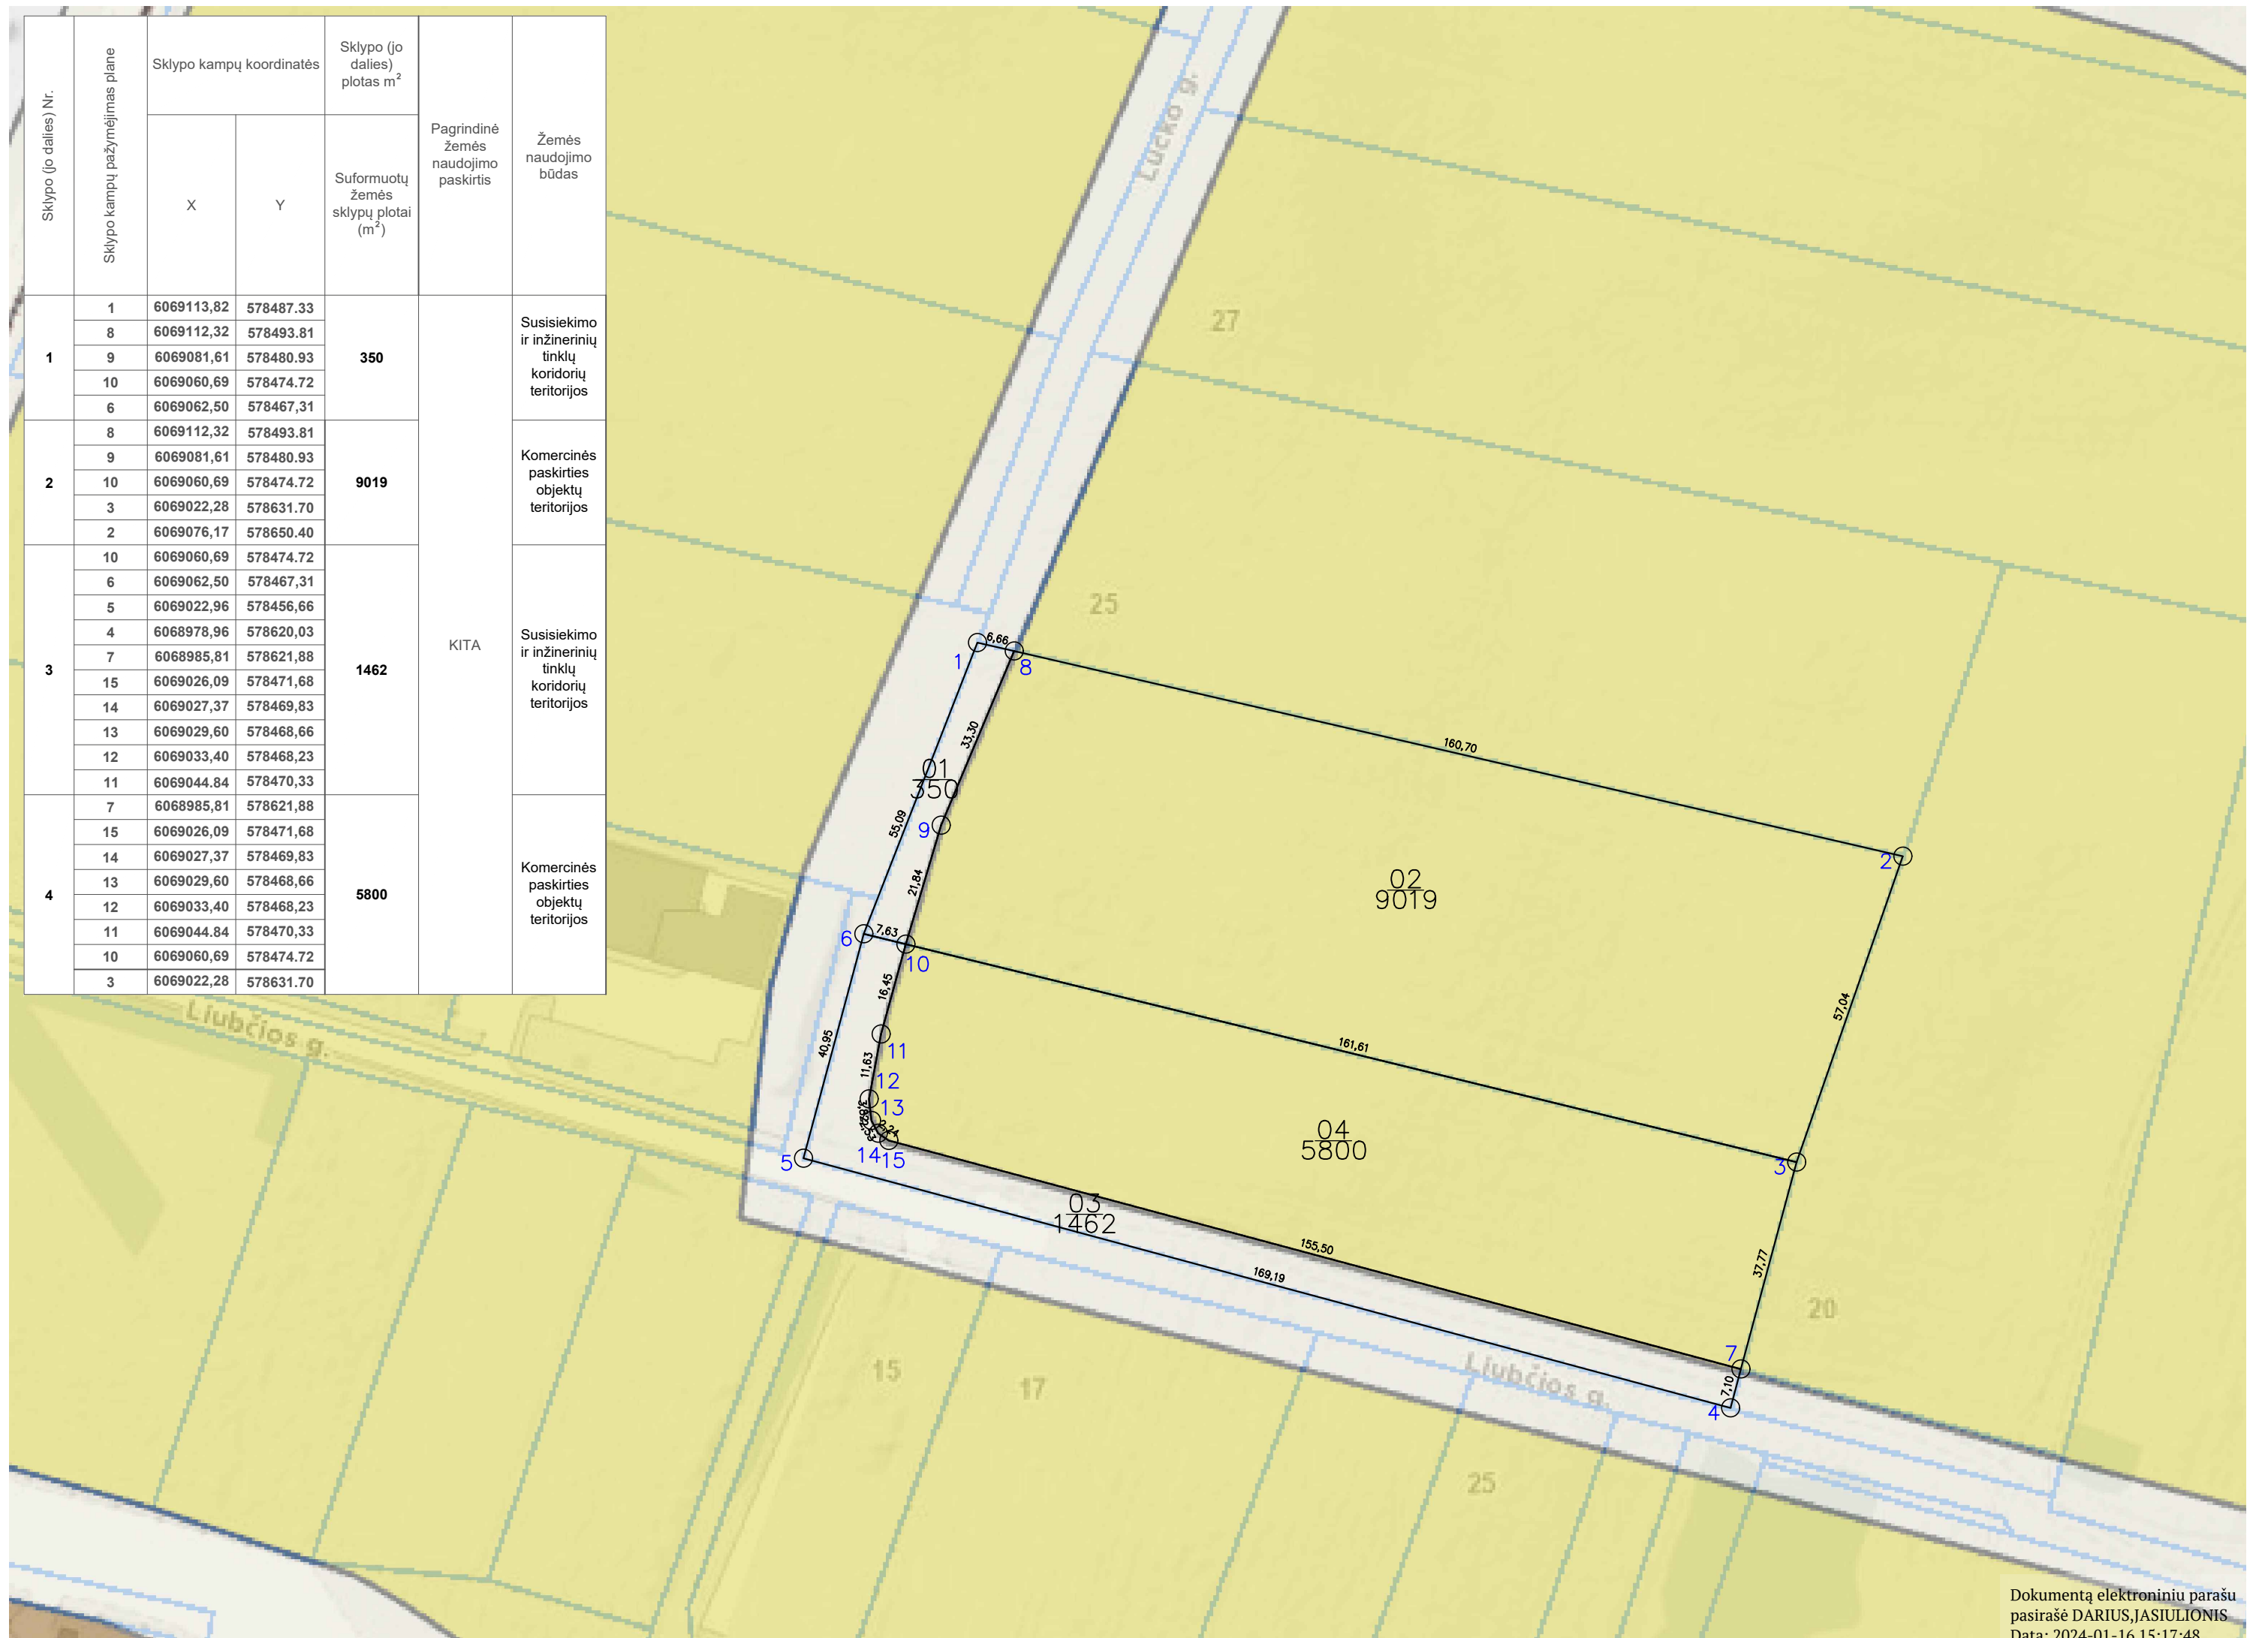 Sklypo (jo dalies) Nr.
Sklypo kampų pažymėjimas plane
Sklypo kampų koordinatės
X
Y
Sklypo (jo
dalies)
plotas m²
Suformuotų
žemės
sklypų plotai
(m²)
Pagrindinė
žemės
naudojimo
paskirtis
Žemės
naudojimo
būdas
1
1 6069113,82 578487.33
8 6069112,32 578493.81
9 6069081,61 578480.93
10 6069060,69 578474.72
6 6069062,50 578467,31
350
Susisiekimo
ir inžinerinių
tinklų
koridorių
teritorijos
2
8 6069112,32 578493.81
9 6069081,61 578480.93
10 6069060,69 578474.72
3 6069022,28 578631.70
2 6069076,17 578650.40
9019
Komercinės
paskirties
objektų
teritorijos
3
10 6069060,69 578474.72
6 6069062,50 578467,31
5 6069022,96 578456,66
4 6068978,96 578620,03
7 6068985,81 578621,88
15 6069026,09 578471,68
14 6069027,37 578469,83
13 6069029,60 578468,66
12 6069033,40 578468,23
11 6069044.84 578470,33
1462
KITA
Susisiekimo
ir inžinerinių
tinklų
koridorių
teritorijos
4
7 6068985,81 578621,88
15 6069026,09 578471,68
14 6069027,37 578469,83
13 6069029,60 578468,66
12 6069033,40 578468,23
11 6069044.84 578470,33
10 6069060,69 578474.72
3 6069022,28 578631.70
5800
Komercinės
paskirties
objektų
teritorijos
Lucko g.
27
25
1
6,66
8
33,30
160,70
01
350
55,09
9
21,84
2
02
9019
6
7,63
10
16,45
57,04
161,61
40,95
11
11,63
12
13
14
15
5
04
5800
3
03
1462
155,50
169,19
37,77
20
7
7,10
4
Liubčios g.
Liubčios g.
15
17
25
Dokumentą elektroniniu parašu
pasirašė DARIUS,JASIULIONIS
Data: 2024-01-16 15:17:48